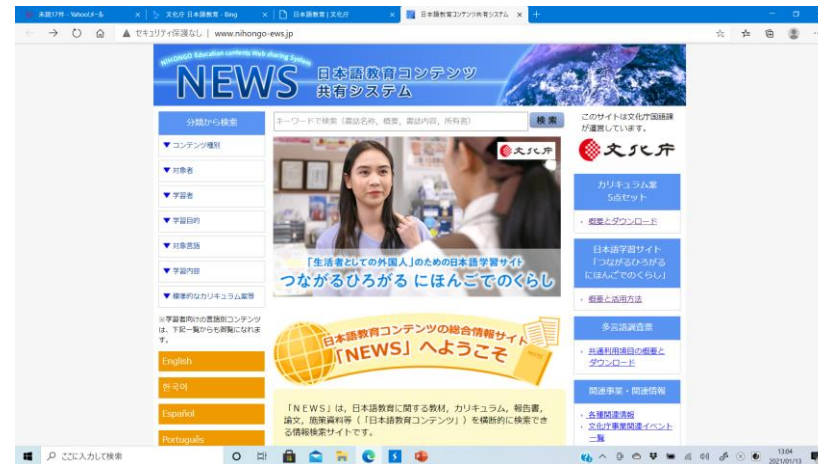 未読17件 - Yahoo!メール
文化庁 日本語教育 - Bing
日本語教育 | 文化庁
日本語教育コンテンツ共有システム
セキュリティ保護なし | www.nihongo-ews.jp
NIHONGO Education contents Web sharing System
NEWS 日本語教育コンテンツ
共有システム
分類から検索
▼コンテンツ種別
▼対象者
▼学習者
▼学習目的
▼対象言語
▼学習内容
▼標準的なカリキュラム案等
※学習者向けの言語別コンテンツ
は、下記一覧からも御覧になれま
す。
English
한국어
Español
Português
キーワードで検索（書誌名称、概要、書誌内容、所有者）
検索
文化庁
「生活者としての外国人」のための日本語学習サイト
つながるひろがる にほんごでのくらし
日本語教育コンテンツの総合情報サイト
「NEWS」へようこそ
「ＮＥＷＳ」は，日本語教育に関する教材，カリキュラム，報告書，
論文，施策資料等（「日本語教育コンテンツ」）を横断的に検索でき
る情報検索サイトです。
このサイトは文化庁国語課
が運営しています。
文化庁
カリキュラム案
5点セット
・概要とダウンロード
日本語学習サイト
「つながるひろがる
にほんごでのくらし」
・概要と活用方法
多言語調査票
・共通利用項目の概要と
ダウンロード
関連事業・関連情報
・各種関連情報
・文化庁事業関連イベント
一覧
ここに入力して検索
13:04
2021/01/13